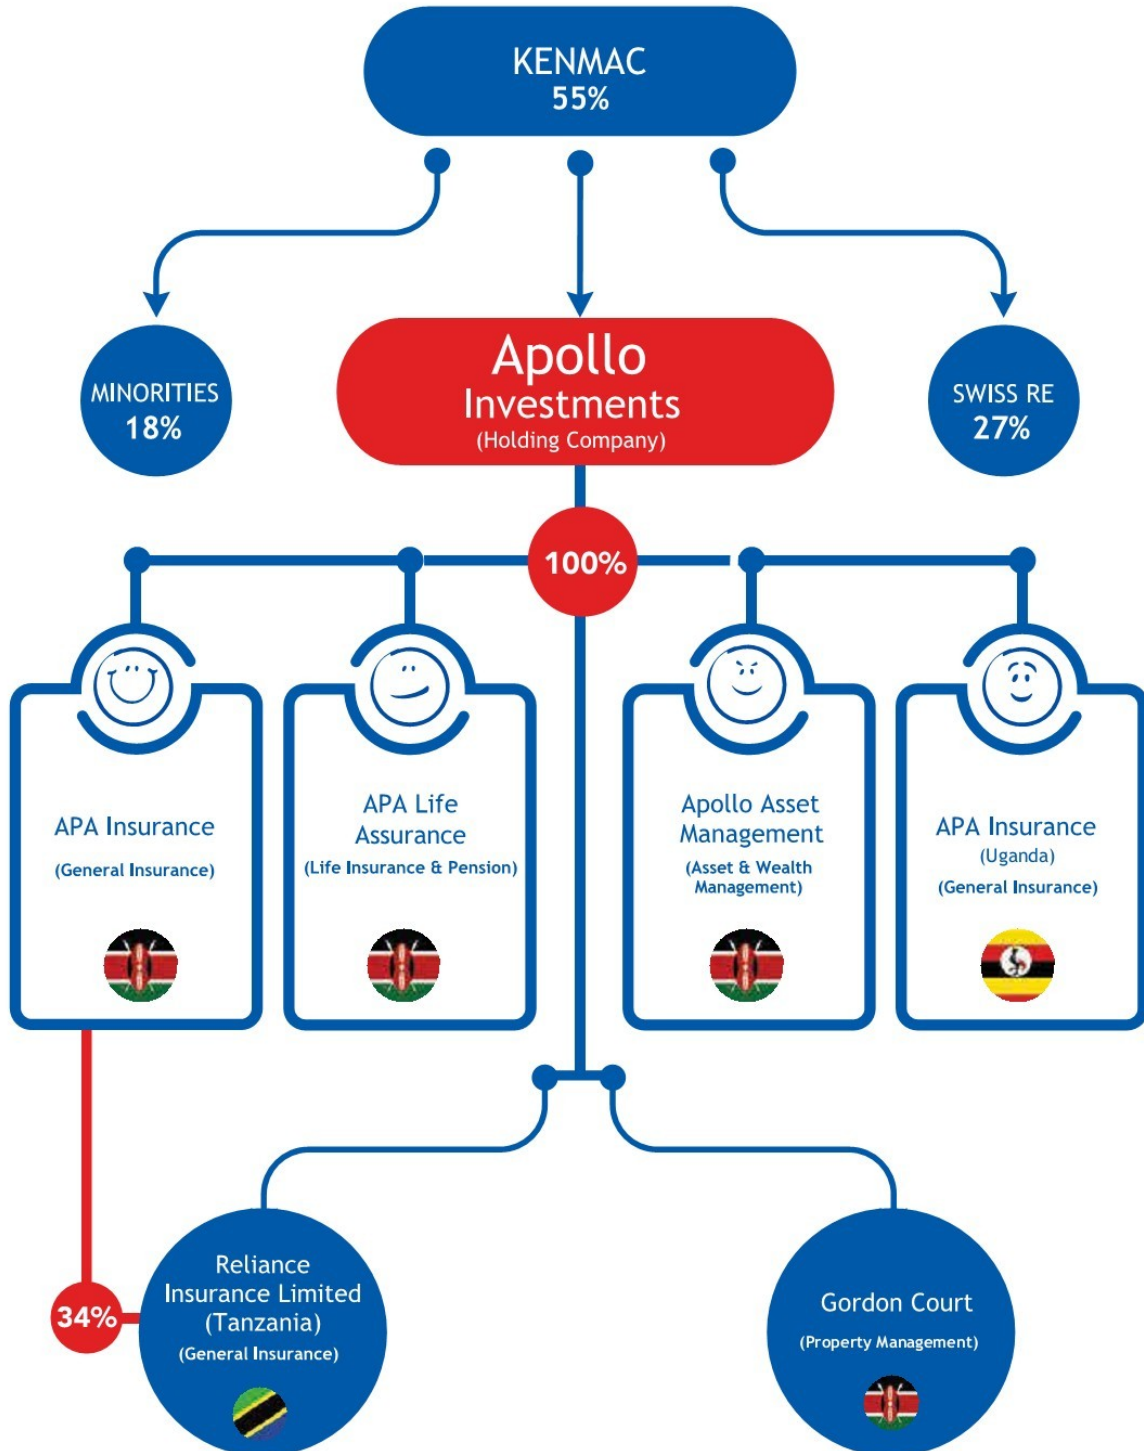 KENMAC
55%
MINORITIES
18%
Apollo
Investments
(Holding Company)
SWISS RE
27%
100%
APA Insurance
(General Insurance)
APA Life
Assurance
(Life Insurance & Pension)
Apollo Asset
Management
(Asset & Wealth
Management)
APA Insurance
(Uganda)
(General Insurance)
34%
Reliance
Insurance Limited
(Tanzania)
(General Insurance)
Gordon Court
(Property Management)